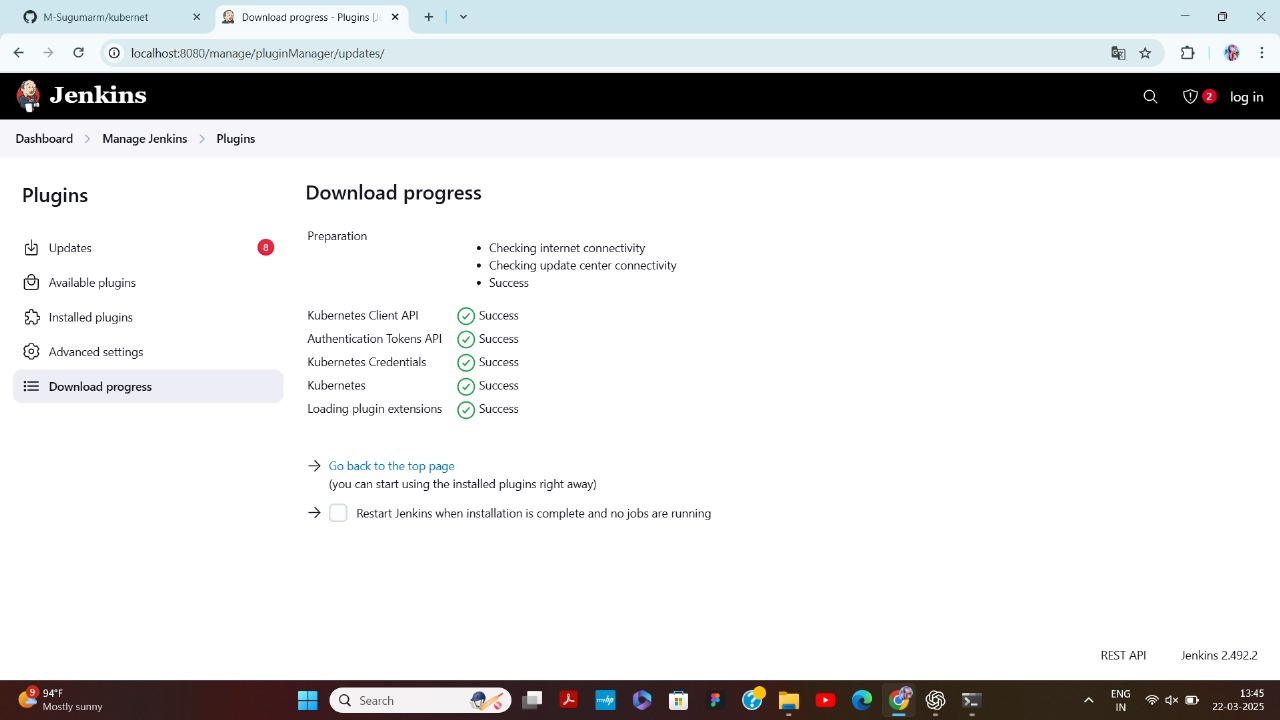 M-Sugumarm/kubernet
Download progress - Plugins [Je
localhost:8080/manage/pluginManager/updates/
Jenkins
2
log in
Dashboard
Manage Jenkins
Plugins
Plugins
Updates
8
Available plugins
Installed plugins
Advanced settings
Download progress
Download progress
Preparation
Checking internet connectivity
Checking update center connectivity
Success
Kubernetes Client API Success
Authentication Tokens API Success
Kubernetes Credentials Success
Kubernetes Success
Loading plugin extensions Success
Go back to the top page
(you can start using the installed plugins right away)
Restart Jenkins when installation is complete and no jobs are running
REST API
Jenkins 2.492.2
9
94°F
Mostly sunny
Search
myhp
ENG
IN
13:45
22-03-2025